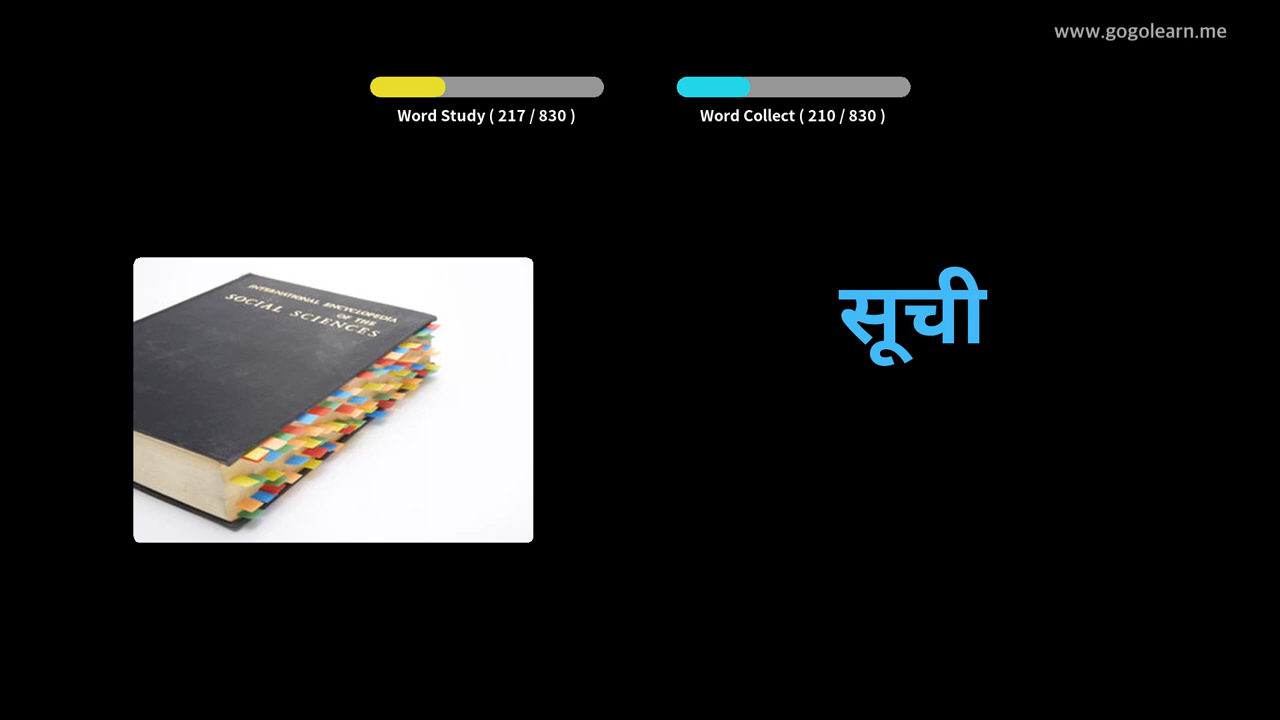 www.gogolearn.me
Word Study ( 217 / 830 )
Word Collect ( 210 / 830 )
INTERNATIONAL ENCYCLOPEDIA
OF THE
SOCIAL SCIENCES
सूची